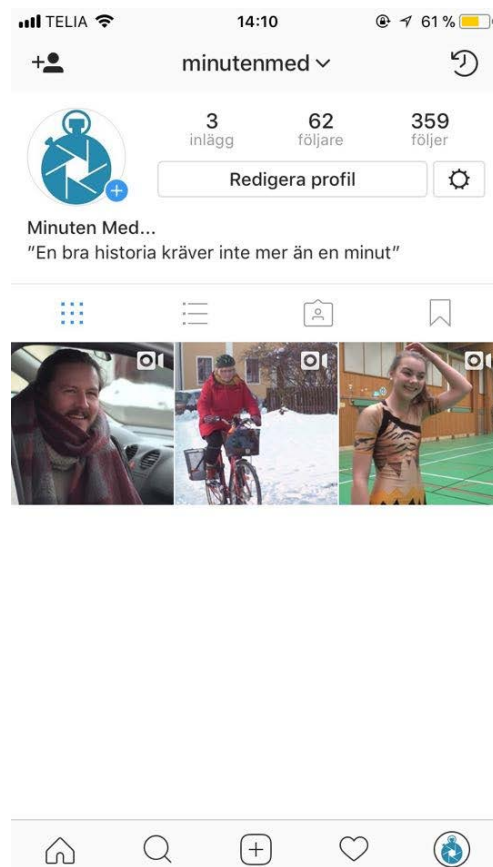 TELIA 14:10 61 %
minutenmed
3 62 359
inlägg följare följer
Redigera profil
Minuten Med...
"En bra historia kräver inte mer än en minut"